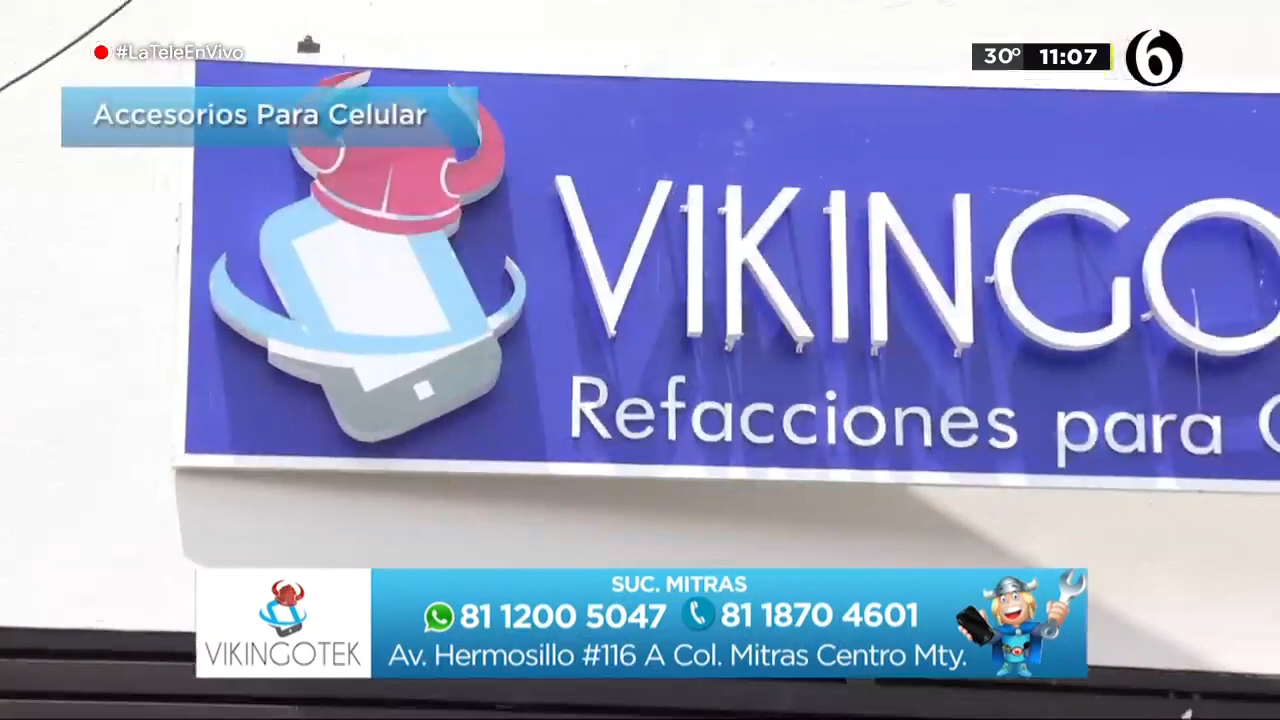 #LaTeleEnVivo
30° 11:07 6
Accesorios Para Celular
VIKINGO
Refacciones para
SUC. MITRAS
81 1200 5047 81 1870 4601
VIKINGOTEK
Av. Hermosillo #116 A Col. Mitras Centro Mty.